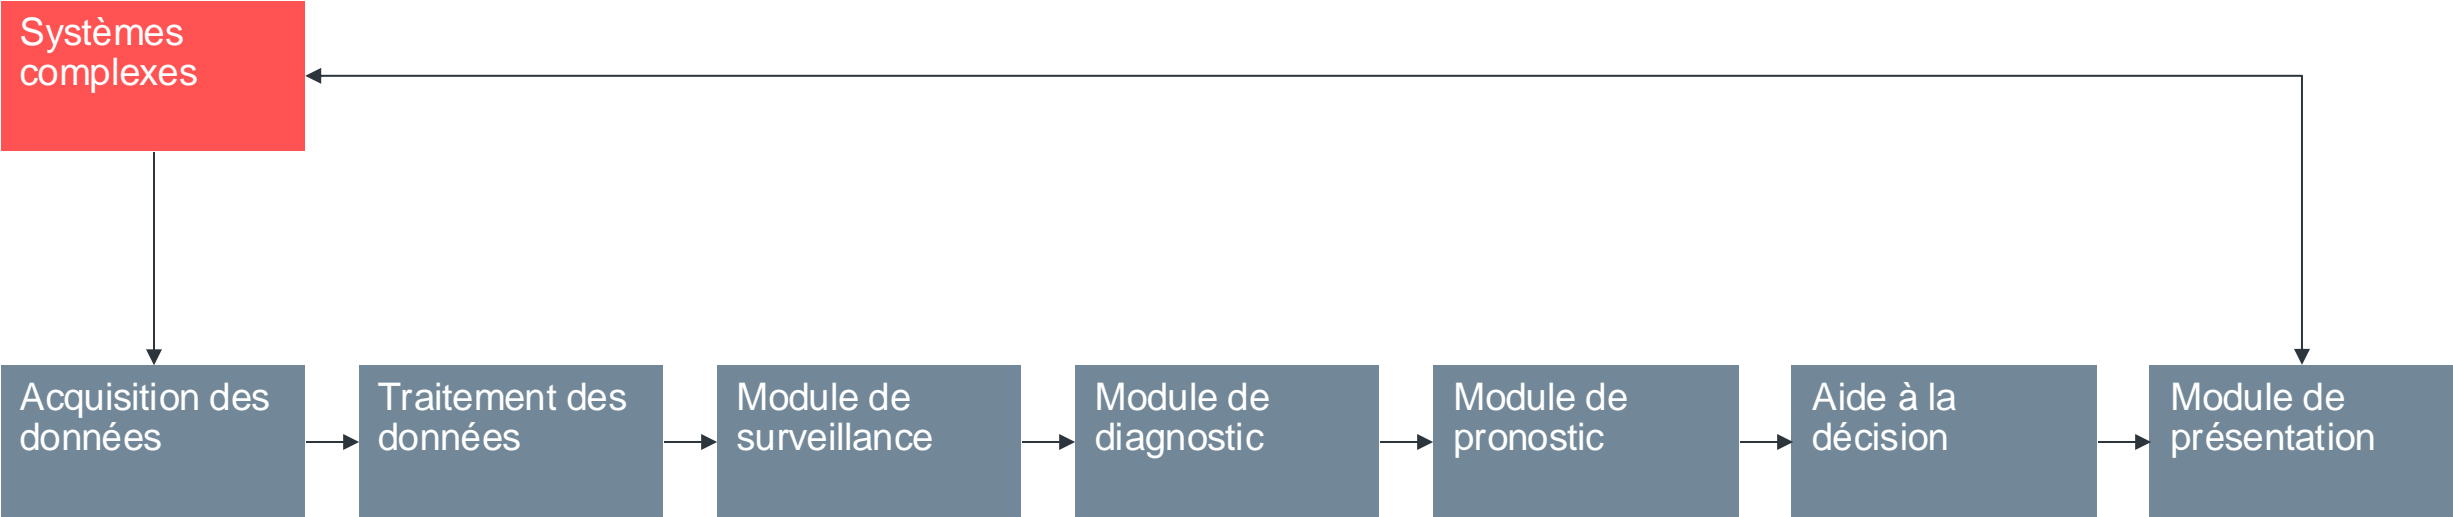 Systèmes
complexes
Acquisition des
données
Traitement des
données
Module de
surveillance
Module de
diagnostic
Module de
pronostic
Aide à la
décision
Module de
présentation